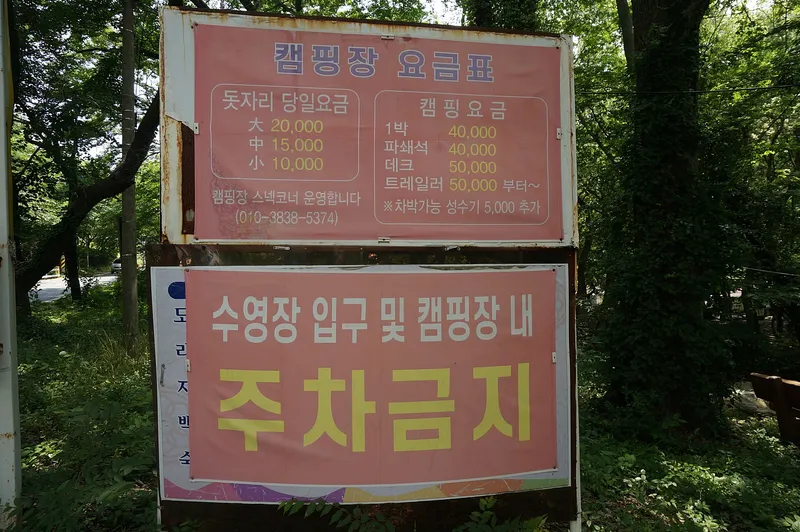 캠핑장 요금표
돗자리 당일요금
大 20,000
中 15,000
小 10,000
캠핑장 스넥코너 운영합니다
(010-3838-5374)
캠핑요금
1박 40,000
파쇄석 40,000
데크 50,000
트레일러 50,000 부터~
※차박가능 성수기 5,000 추가
수영장 입구 및 캠핑장 내
주차금지